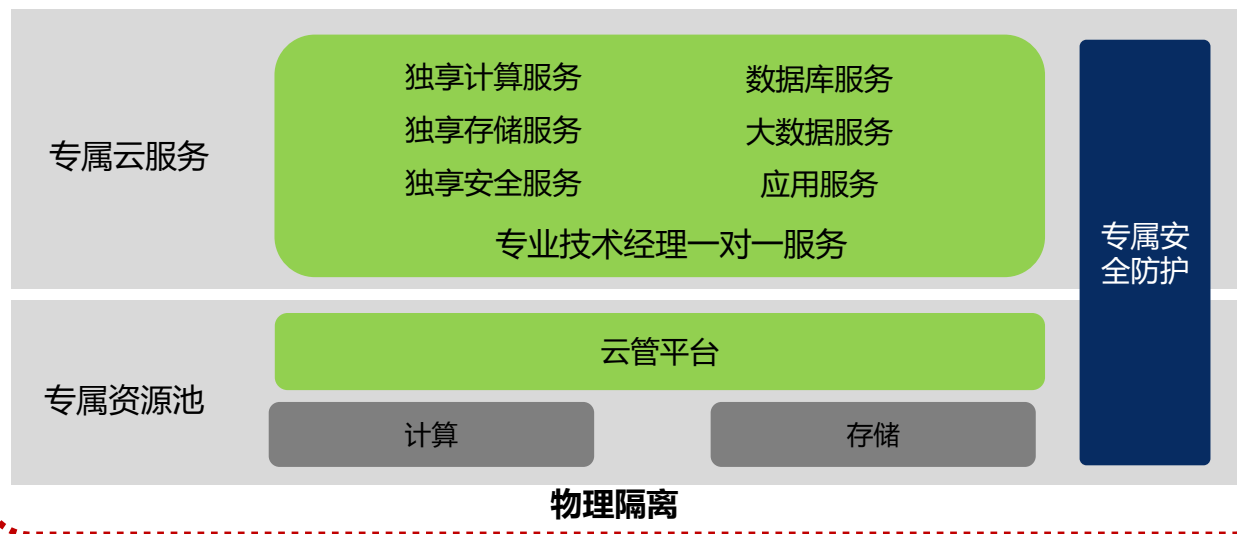 专属云服务
独享计算服务
数据库服务
独享存储服务
大数据服务
独享安全服务
应用服务
专业技术经理一对一服务
专属安
全防护
专属资源池
云管平台
计算
存储
物理隔离